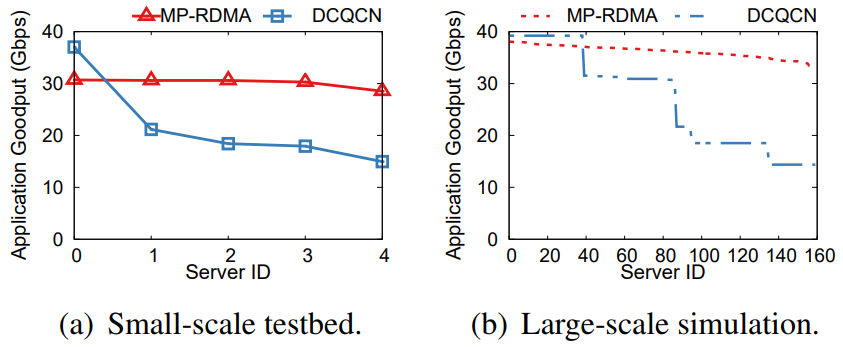 MP-RDMA DCQCN
Application Goodput (Gbps)
40
30
20
10
0
0 1 2 3 4
Server ID
(a) Small-scale testbed.
MP-RDMA DCQCN
Application Goodput (Gbps)
40
30
20
10
0
0 20 40 60 80 100 120 140 160
Server ID
(b) Large-scale simulation.